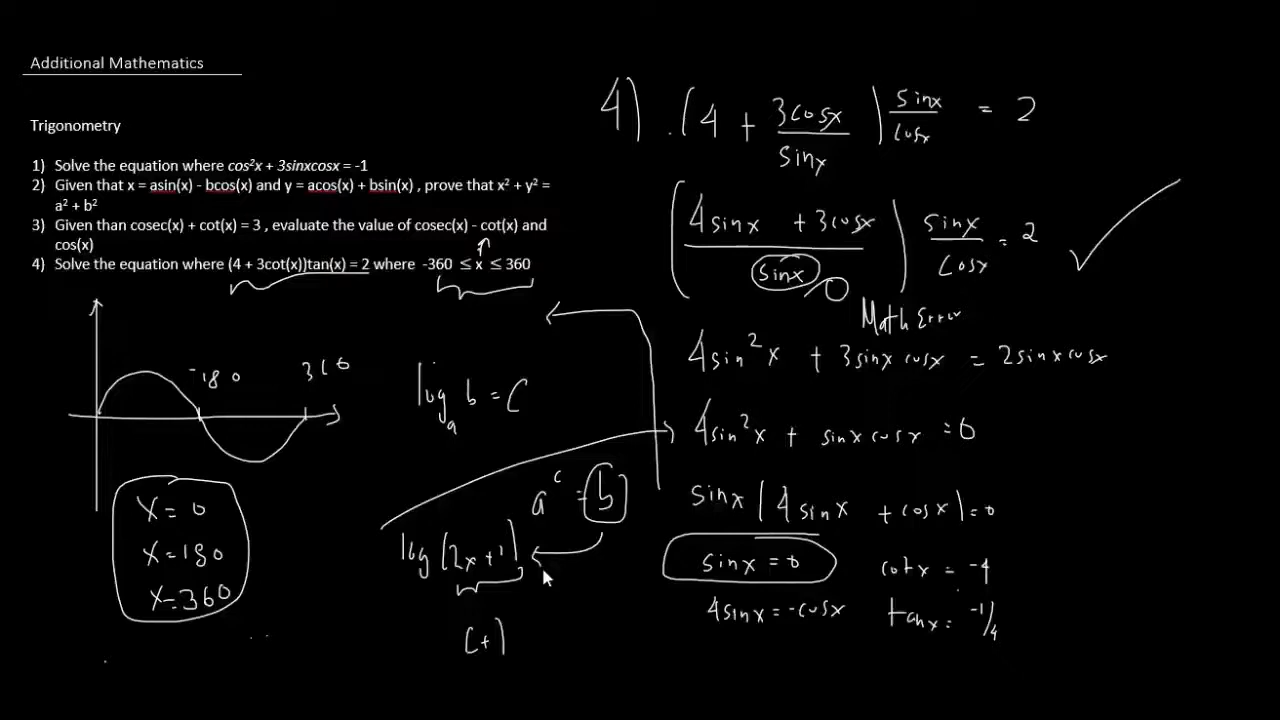 Additional Mathematics
Trigonometry
1) Solve the equation where cos²x + 3sinxcosx = -1
2) Given that x = asin(x) - bcos(x) and y = acos(x) + bsin(x) , prove that x² + y² =
a² + b²
3) Given than cosec(x) + cot(x) = 3 , evaluate the value of cosec(x) - cot(x) and
cos(x)
4) Solve the equation where (4 + 3cot(x))tan(x) = 2 where -360 ≤ x ≤ 360
180
360
x = 0
x = 180
x = 360
log_a b = c
a^c = b
log (2x + 1)
(+)
4) (4 + 3cosx/sinx) sinx/cosx = 2
((4sinx + 3cosx)/sinx) sinx/cosx = 2
0
Math Error
4sin²x + 3sinxcosx = 2sinxcosx
4sin²x + sinxcosx = 0
sinx (4sinx + cosx) = 0
sinx = 0 cotx = -4
4sinx = -cosx tanx = -1/4